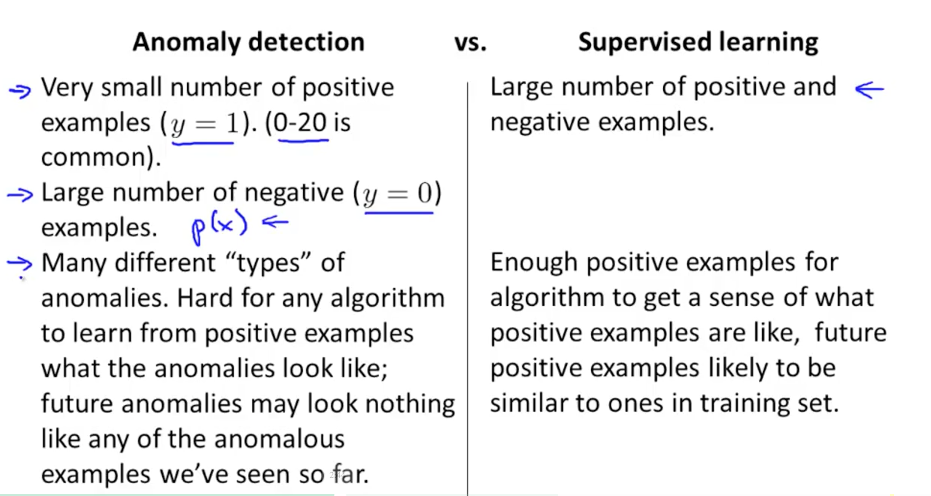 Anomaly detection vs. Supervised learning
Very small number of positive
examples (y = 1). (0-20 is
common).
Large number of negative (y = 0)
examples. p(x)
Many different “types” of
anomalies. Hard for any algorithm
to learn from positive examples
what the anomalies look like;
future anomalies may look nothing
like any of the anomalous
examples we’ve seen so far.
Large number of positive and
negative examples.
Enough positive examples for
algorithm to get a sense of what
positive examples are like, future
positive examples likely to be
similar to ones in training set.